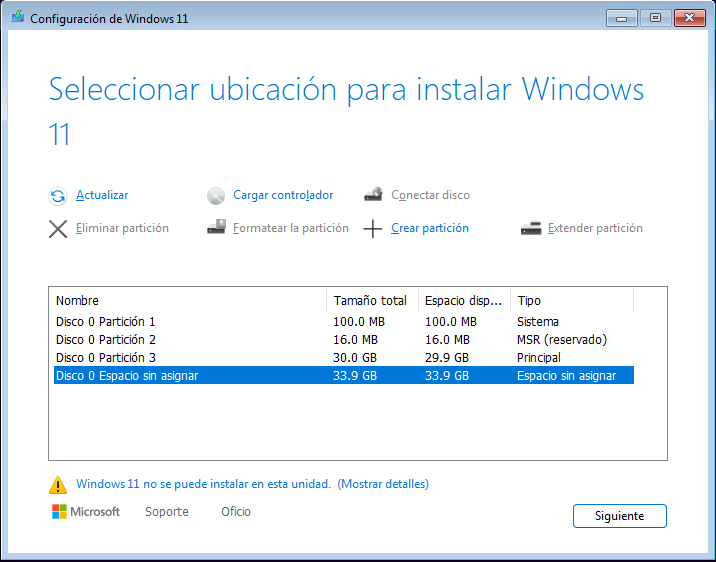 Configuración de Windows 11
Seleccionar ubicación para instalar Windows
11
Actualizar Cargar controlador Conectar disco
Eliminar partición Formatear la partición Crear partición Extender partición
Nombre Tamaño total Espacio disp... Tipo
Disco 0 Partición 1 100.0 MB 100.0 MB Sistema
Disco 0 Partición 2 16.0 MB 16.0 MB MSR (reservado)
Disco 0 Partición 3 30.0 GB 29.9 GB Principal
Disco 0 Espacio sin asignar 33.9 GB 33.9 GB Espacio sin asignar
Windows 11 no se puede instalar en esta unidad. (Mostrar detalles)
Microsoft Soporte Oficio
Siguiente